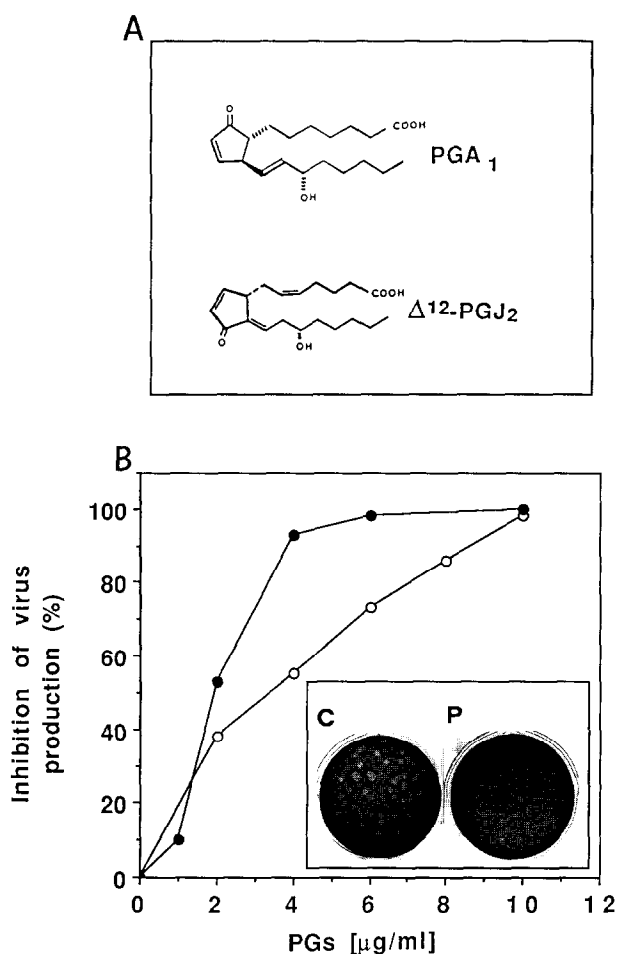 A
O
COOH
PGA 1
OH
COOH
Δ12-PGJ2
O
OH
B
Inhibition of virus
production (%)
100
80
60
40
20
0
C P
0 2 4 6 8 10 12
PGs [µg/ml]